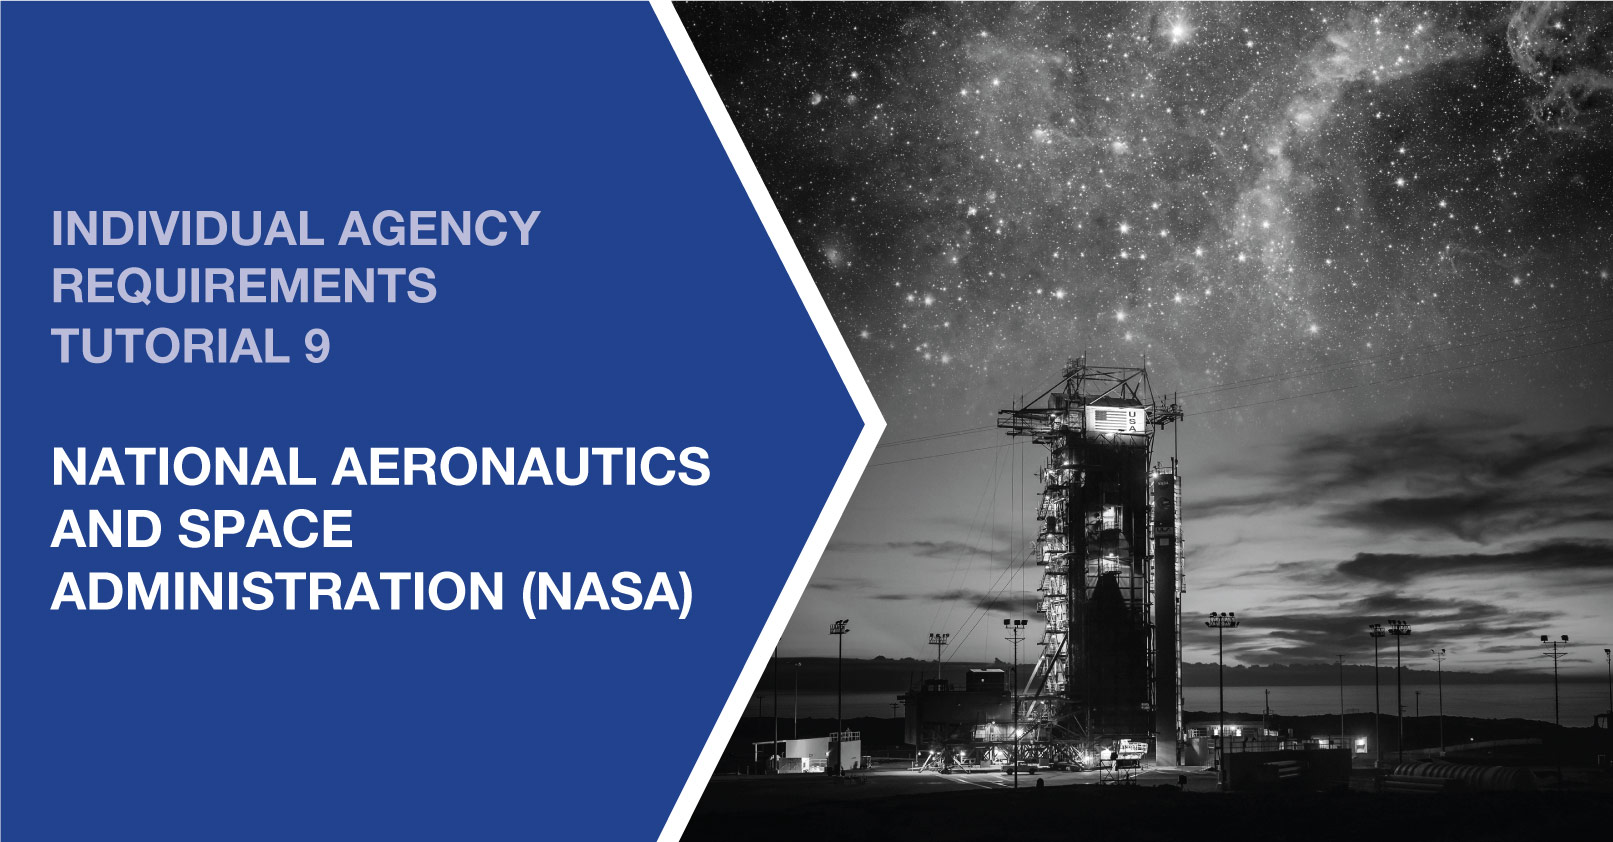 INDIVIDUAL AGENCY
REQUIREMENTS
TUTORIAL 9
NATIONAL AERONAUTICS
AND SPACE
ADMINISTRATION (NASA)
USA